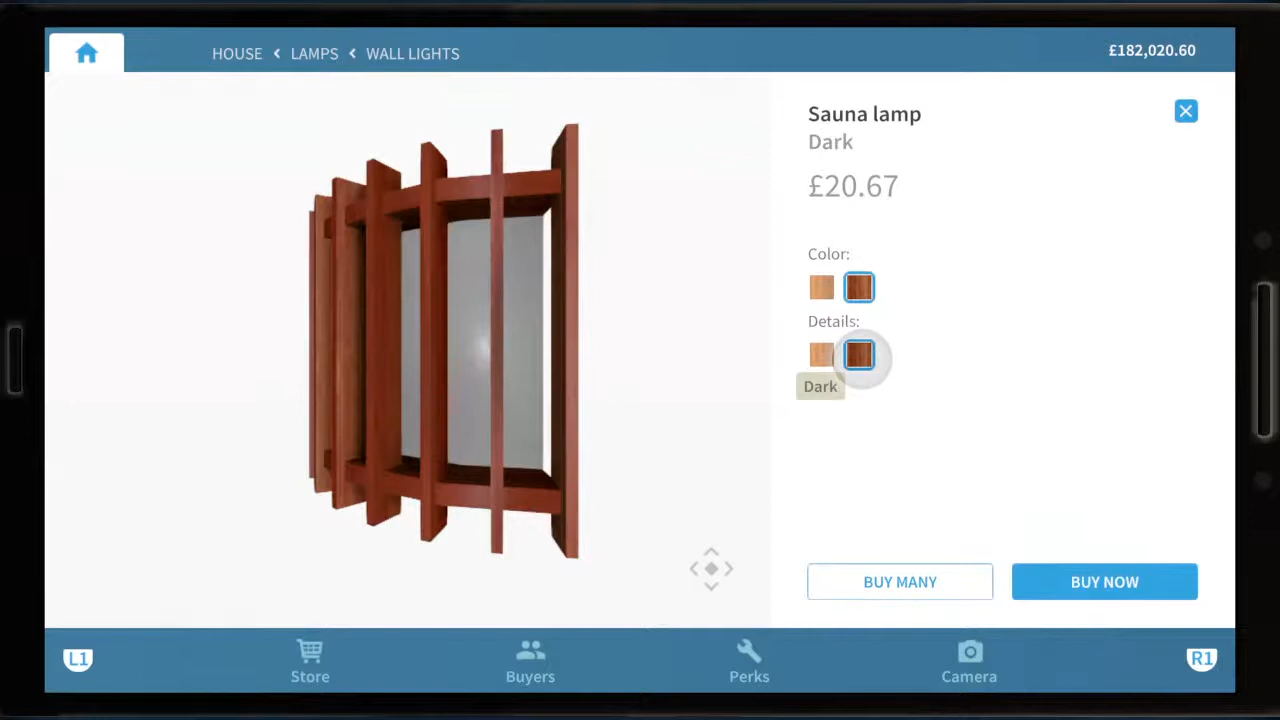 HOUSE LAMPS WALL LIGHTS
£182,020.60
Sauna lamp
Dark
£20.67
Color:
Details:
Dark
BUY MANY
BUY NOW
L1
Store
Buyers
Perks
Camera
R1